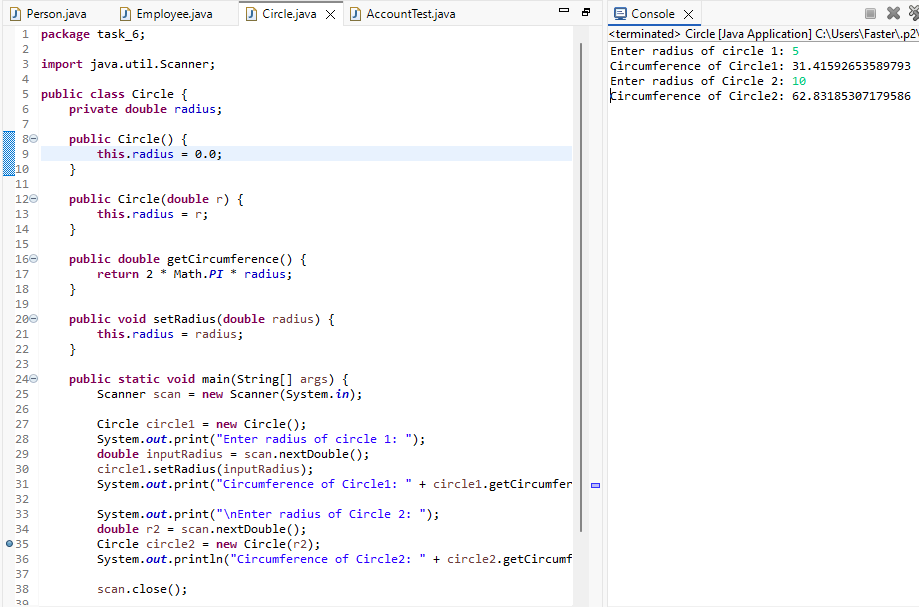 Person.java Employee.java Circle.java AccountTest.java
1 package task_6;
2
3 import java.util.Scanner;
4
5 public class Circle {
6 private double radius;
7
8 public Circle() {
9 this.radius = 0.0;
10 }
11
12 public Circle(double r) {
13 this.radius = r;
14 }
15
16 public double getCircumference() {
17 return 2 * Math.PI * radius;
18 }
19
20 public void setRadius(double radius) {
21 this.radius = radius;
22 }
23
24 public static void main(String[] args) {
25 Scanner scan = new Scanner(System.in);
26
27 Circle circle1 = new Circle();
28 System.out.print("Enter radius of circle 1: ");
29 double inputRadius = scan.nextDouble();
30 circle1.setRadius(inputRadius);
31 System.out.print("Circumference of Circle1: " + circle1.getCircumfer
32
33 System.out.print("\nEnter radius of Circle 2: ");
34 double r2 = scan.nextDouble();
35 Circle circle2 = new Circle(r2);
36 System.out.println("Circumference of Circle2: " + circle2.getCircumf
37
38 scan.close();
39
Console
<terminated> Circle [Java Application] C:\Users\Faster\.p2\
Enter radius of circle 1: 5
Circumference of Circle1: 31.41592653589793
Enter radius of Circle 2: 10
Circumference of Circle2: 62.83185307179586